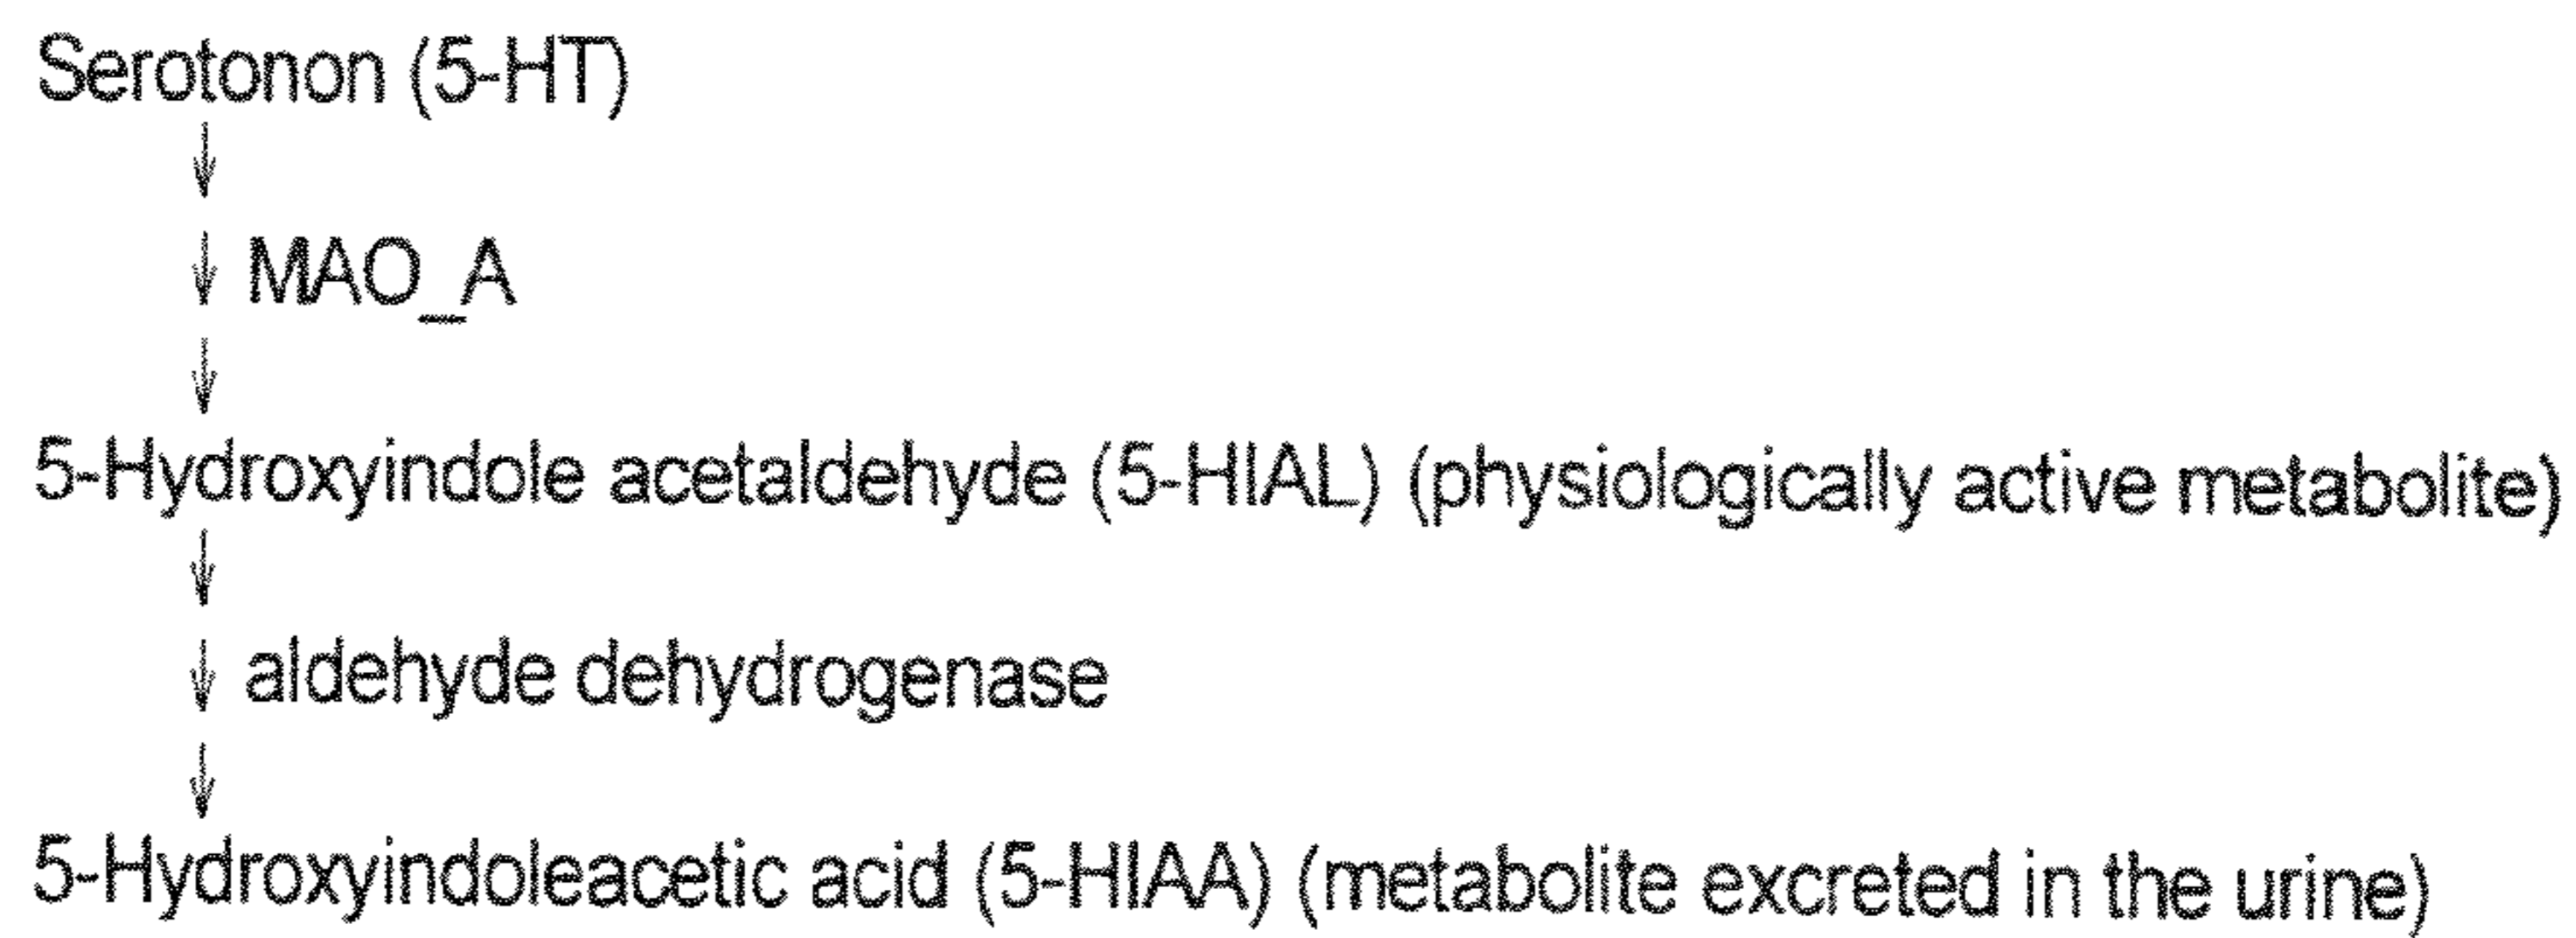 Serotonon (5-HT)
↓
↓ MAO_A
↓
5-Hydroxyindole acetaldehyde (5-HIAL) (physiologically active metabolite)
↓
↓ aldehyde dehydrogenase
↓
5-Hydroxyindoleacetic acid (5-HIAA) (metabolite excreted in the urine)